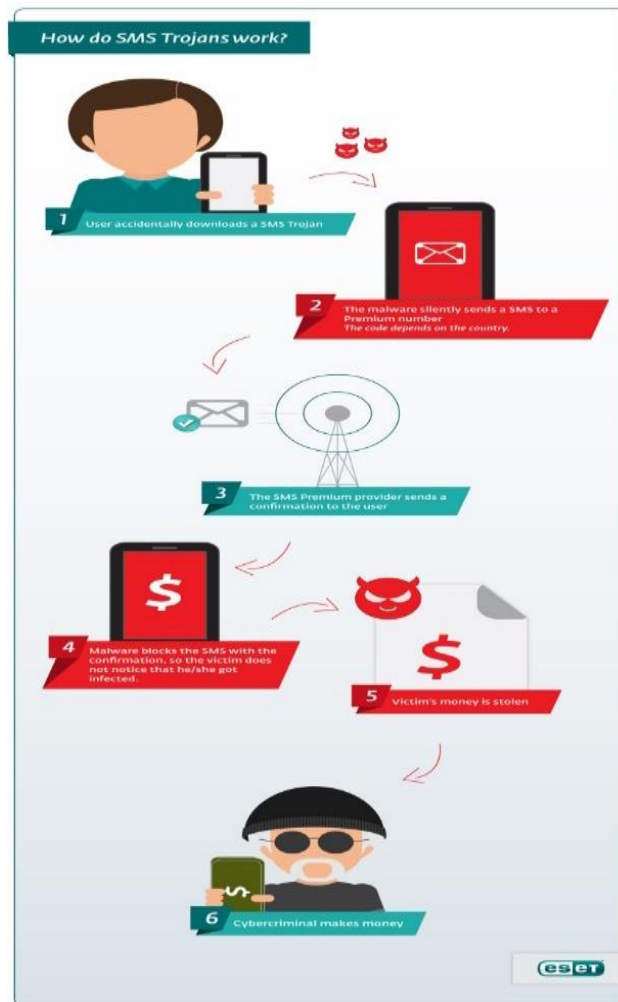 How do SMS Trojans work?
1
User accidentally downloads a SMS Trojan
2
The malware silently sends a SMS to a
Premium number
The code depends on the country.
3
The SMS Premium provider sends a
confirmation to the user
$
4
Malware blocks the SMS with the
confirmation, so the victim does
not notice that he/she got
infected.
$
5
Victim's money is stolen
$
6
Cybercriminal makes money
eset